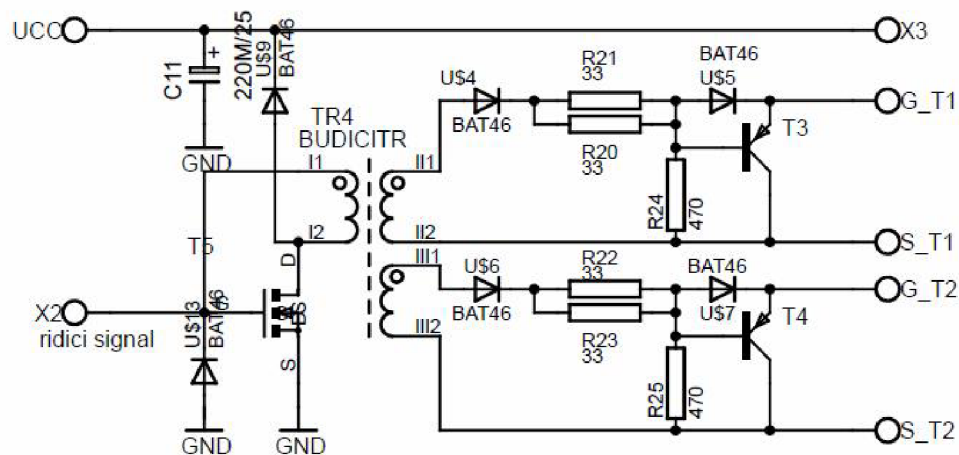 UCC
C11
+
220M/25
U$9
BAT46
GND
TR4
BUDICITR
I1
I2
II1
II2
III1
III2
U$4
BAT46
R21
33
R20
33
R24
470
BAT46
U$5
T3
X3
G_T1
S_T1
T5
X2
ridici signal
U$13
BAT46
G
D
S
GND
GND
U$6
BAT46
R22
33
R23
33
R25
470
BAT46
U$7
T4
G_T2
S_T2